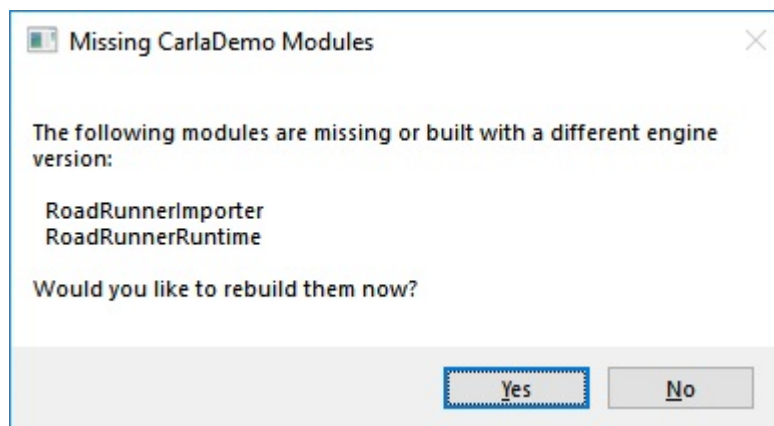 Missing CarlaDemo Modules
The following modules are missing or built with a different engine
version:
RoadRunnerImporter
RoadRunnerRuntime
Would you like to rebuild them now?
Yes
No